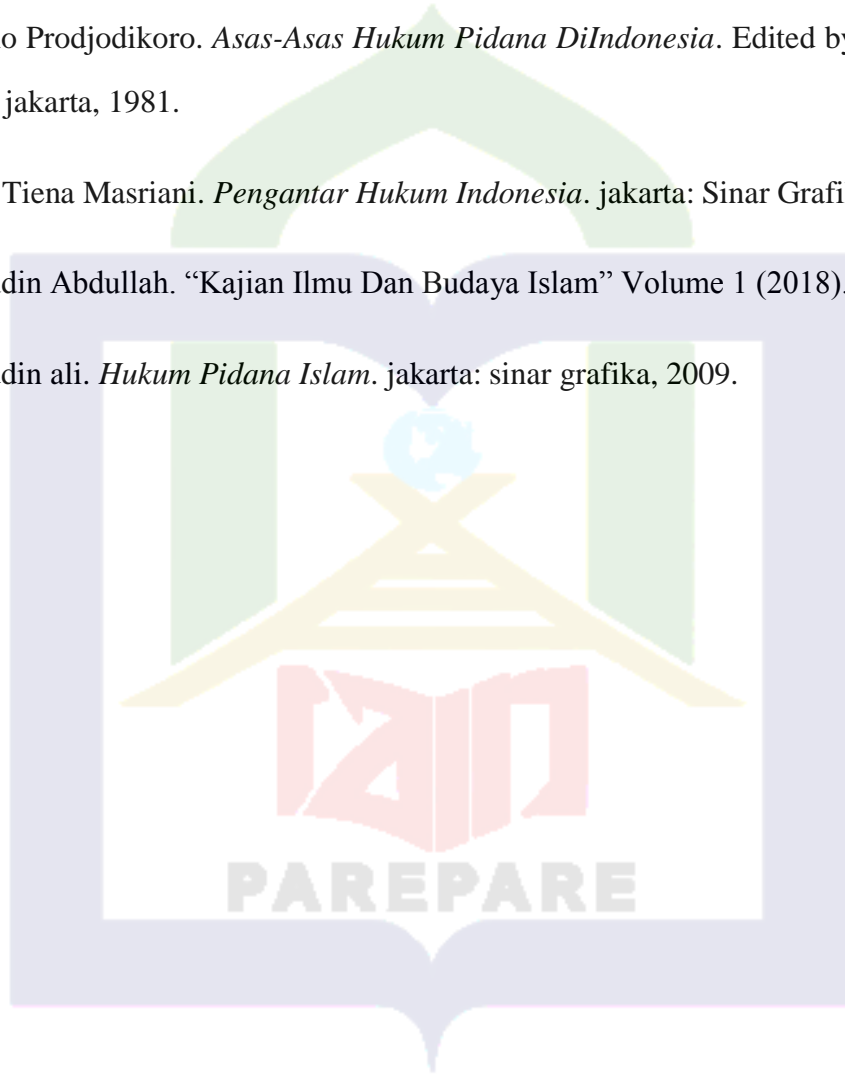 o Prodjodikoro. Asas-Asas Hukum Pidana DiIndonesia. Edited by
jakarta, 1981.
Tiena Masriani. Pengantar Hukum Indonesia. jakarta: Sinar Grafi
din Abdullah. “Kajian Ilmu Dan Budaya Islam” Volume 1 (2018).
din ali. Hukum Pidana Islam. jakarta: sinar grafika, 2009.
iain
PAREPARE